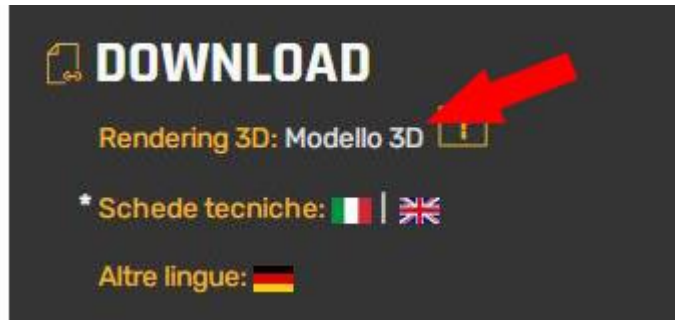 DOWNLOAD
Rendering 3D: Modello 3D
* Schede tecniche: |
Altre lingue: